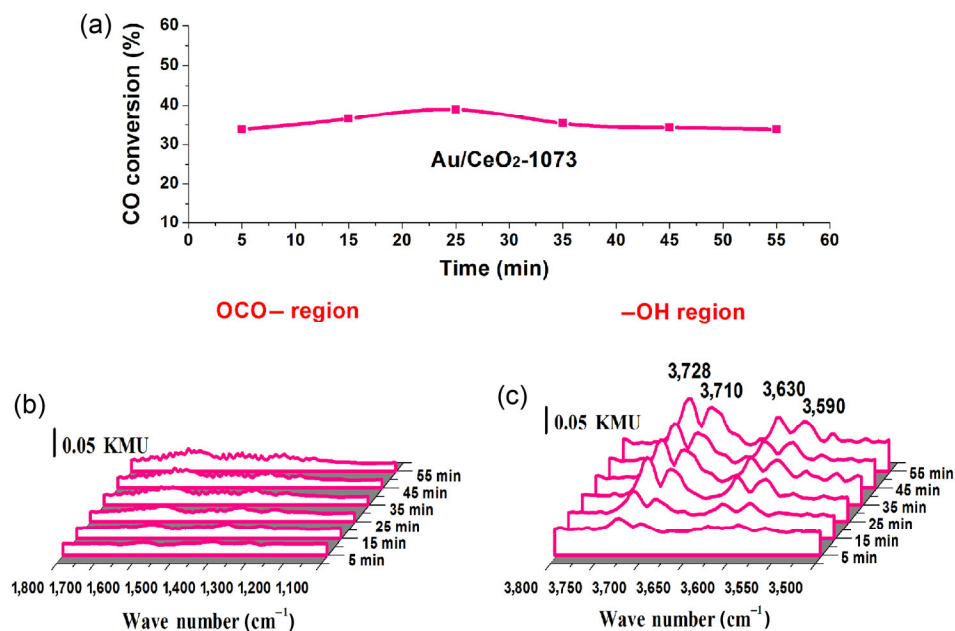 (a)
CO conversion (%)
60
50
40
30
20
10
Au/CeO₂-1073
0 5 10 15 20 25 30 35 40 45 50 55 60
Time (min)
OCO– region
–OH region
(b)
0.05 KMU
55 min
45 min
35 min
25 min
15 min
5 min
1,800 1,700 1,600 1,500 1,400 1,300 1,200 1,100
Wave number (cm⁻¹)
(c)
0.05 KMU
3,728
3,710
3,630
3,590
55 min
45 min
35 min
25 min
15 min
5 min
3,800 3,750 3,700 3,650 3,600 3,550 3,500
Wave number (cm⁻¹)